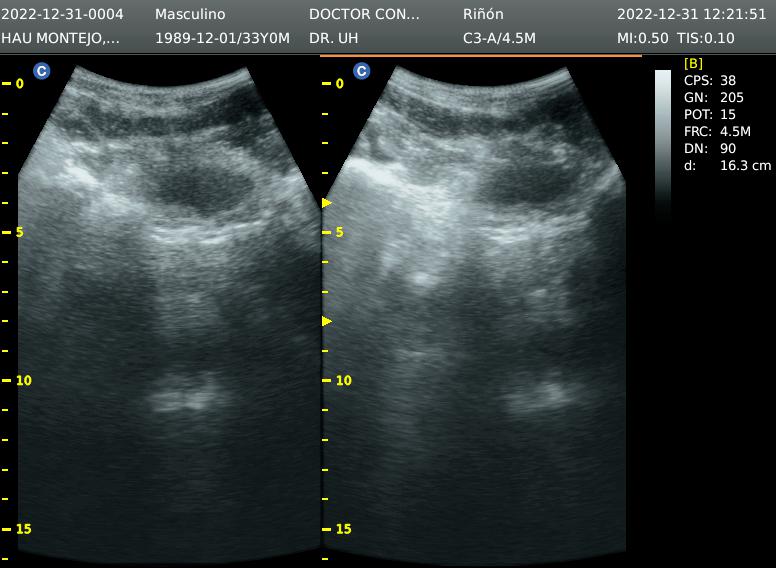 2022-12-31-0004 Masculino DOCTOR CON... Riñón 2022-12-31 12:21:51
HAU MONTEJO,... 1989-12-01/33Y0M DR. UH C3-A/4.5M MI:0.50 TIS:0.10
C C
[B]
CPS: 38
GN: 205
POT: 15
FRC: 4.5M
DN: 90
d: 16.3 cm
0 0
5 5
10 10
15 15